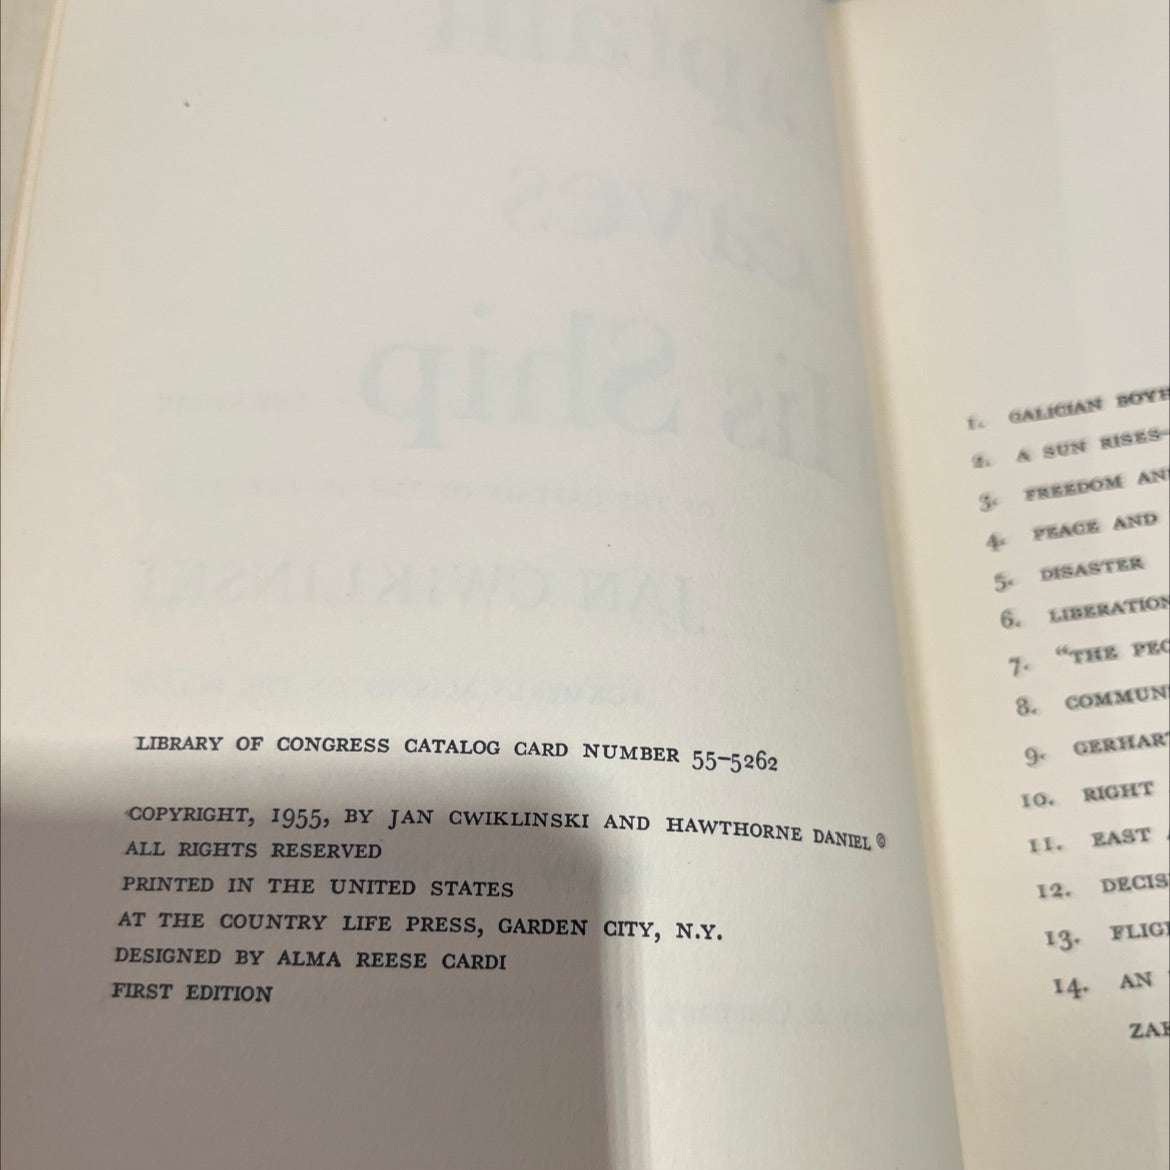 LIBRARY OF CONGRESS CATALOG CARD NUMBER 55–5262
COPYRIGHT, 1955, BY JAN CWIKLINSKI AND HAWTHORNE DANIEL ©
ALL RIGHTS RESERVED
PRINTED IN THE UNITED STATES
AT THE COUNTRY LIFE PRESS, GARDEN CITY, N.Y.
DESIGNED BY ALMA REESE CARDI
FIRST EDITION
1. GALICIAN
2. A SUN RISES—
3. FREEDOM
4. PEACE AND
5. DISASTER
6. LIBERATION
7. "THE
8.
9.
10. RIGHT
11. EAST
12.
13.
14. AN